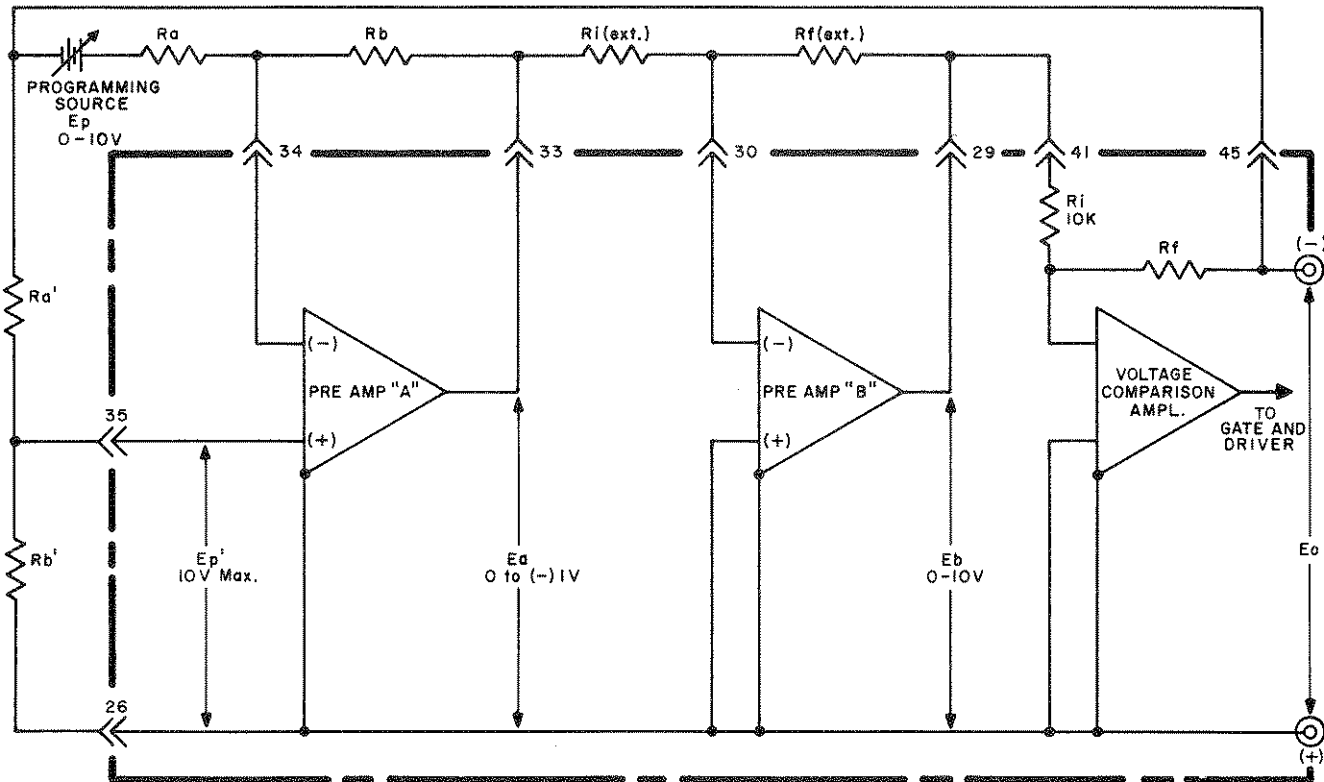 Ra
Rb
Ri(ext.)
Rf(ext.)
PROGRAMMING
SOURCE
Ep
0-10V
34
33
30
29
41
45
Ri
10K
Rf
(-)
Ra'
(-)
PRE AMP "A"
(+)
(-)
PRE AMP "B"
(+)
VOLTAGE
COMPARISON
AMPL.
TO
GATE AND
DRIVER
35
Rb'
Ep'
10V Max.
Ea
0 to (-) 1V
Eb
0-10V
Eo
26
(+)